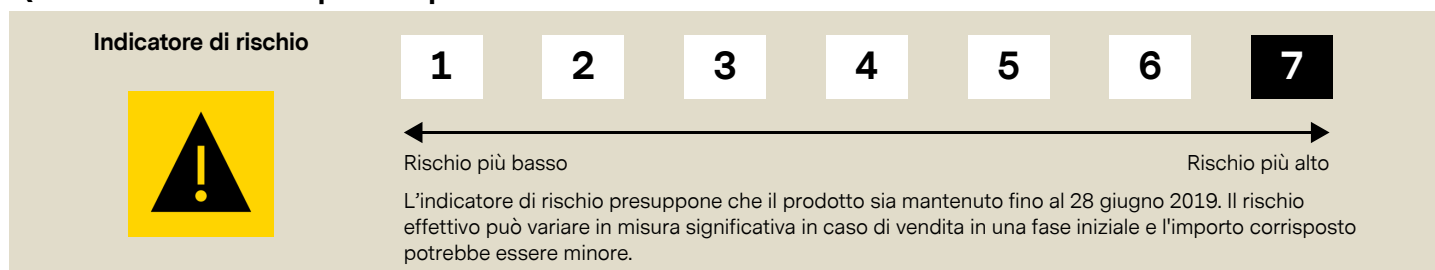 Indicatore di rischio
1 2 3 4 5 6 7
Rischio più basso Rischio più alto
L'indicatore di rischio presuppone che il prodotto sia mantenuto fino al 28 giugno 2019. Il rischio
effettivo può variare in misura significativa in caso di vendita in una fase iniziale e l'importo corrisposto
potrebbe essere minore.